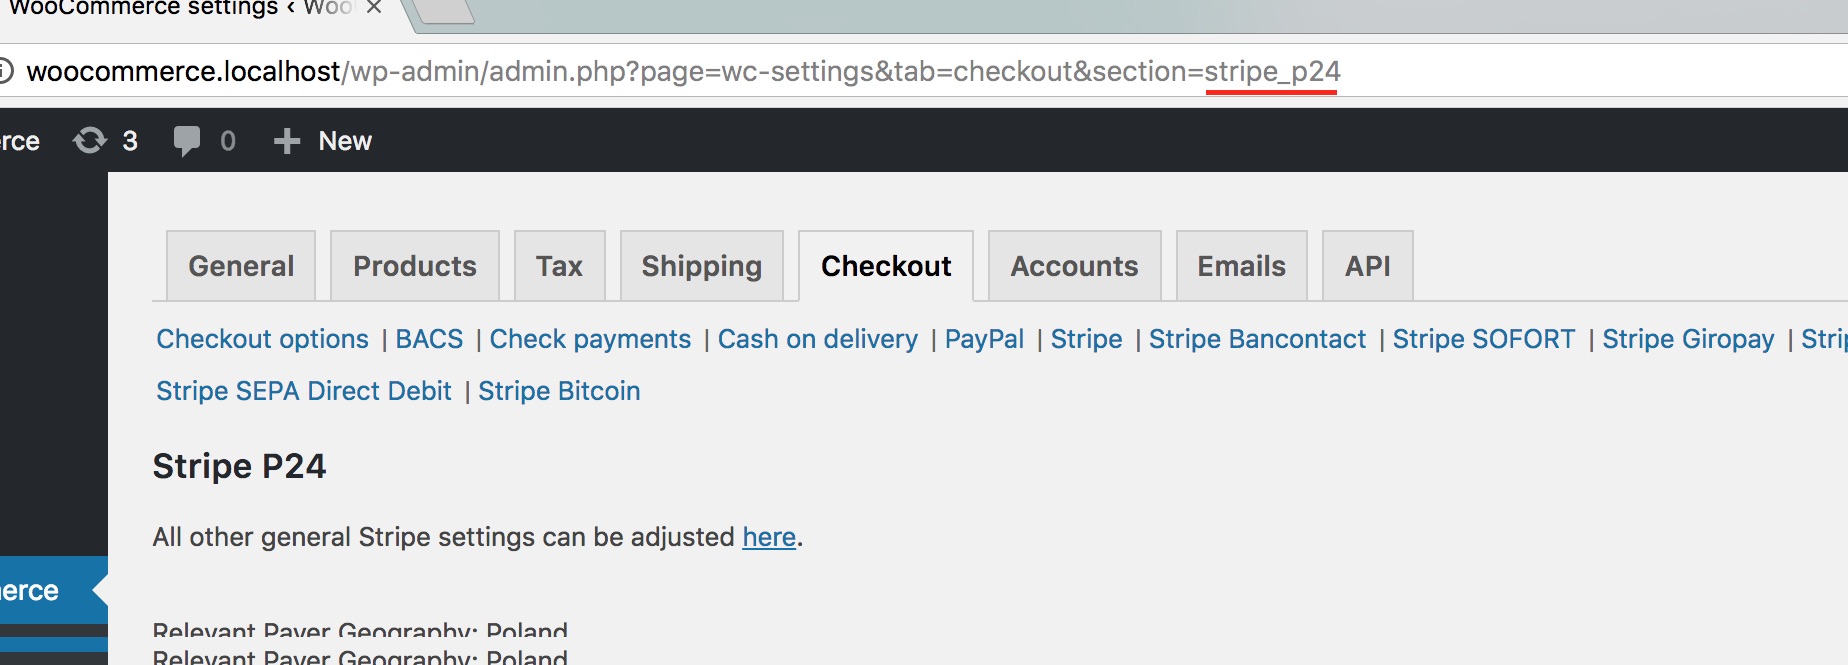 WooCommerce settings ‹ Woo
woocommerce.localhost/wp-admin/admin.php?page=wc-settings&tab=checkout&section=stripe_p24
erce 3 0 + New
General Products Tax Shipping Checkout Accounts Emails API
Checkout options | BACS | Check payments | Cash on delivery | PayPal | Stripe | Stripe Bancontact | Stripe SOFORT | Stripe Giropay | Strip
Stripe SEPA Direct Debit | Stripe Bitcoin
Stripe P24
All other general Stripe settings can be adjusted here.
erce
Relevant Payer Geography: Poland
Relevant Payer Geography: Poland